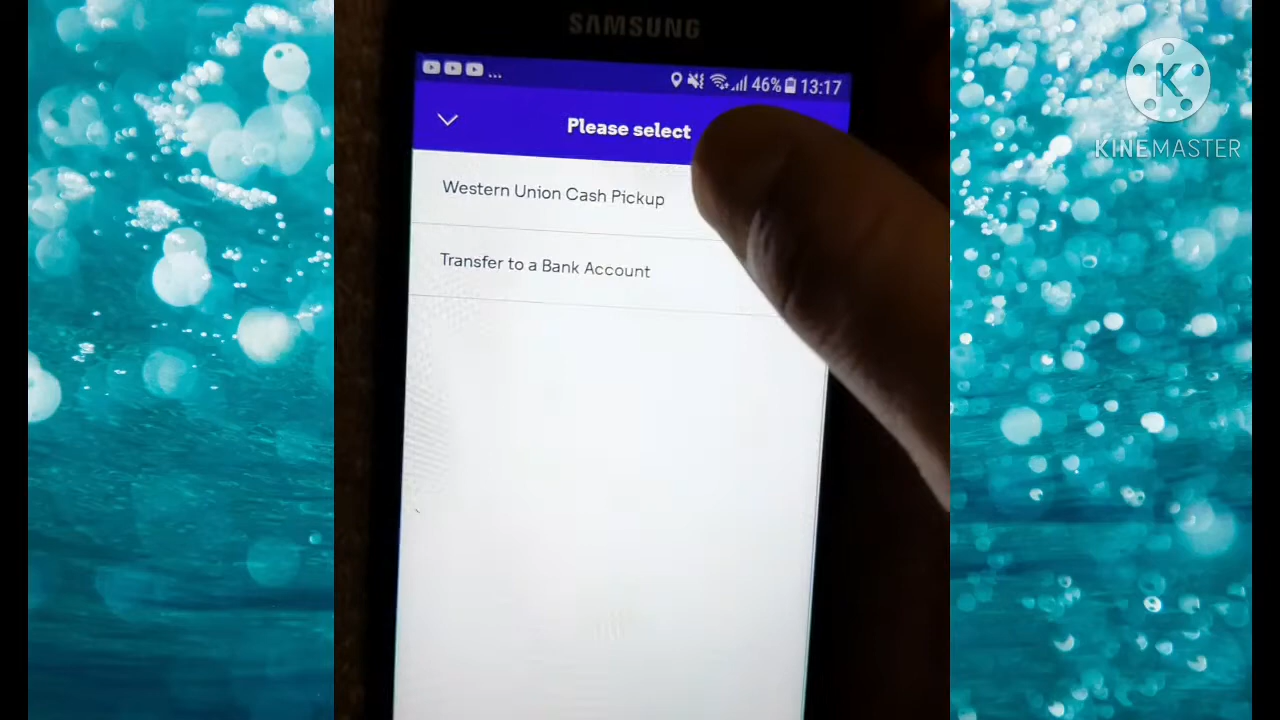 SAMSUNG
... 46% 13:17
Please select
Western Union Cash Pickup
Transfer to a Bank Account
K
KINEMASTER